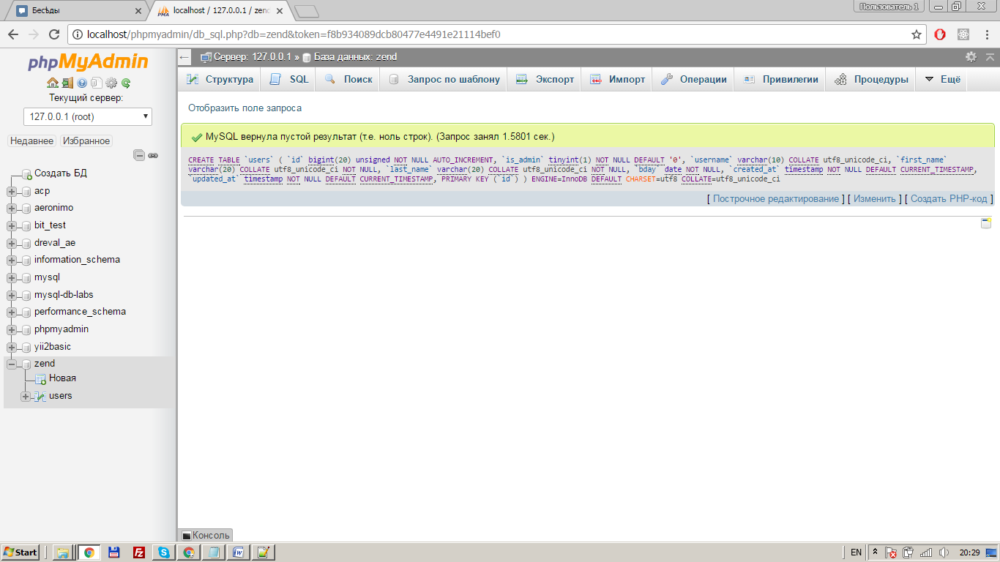 Бесѣды
localhost / 127.0.0.1 / zend
Пользователь 1
localhost/phpmyadmin/db_sql.php?db=zend&token=f8b934089dcb80477e4491e21114bef0
phpMyAdmin
Текущий сервер:
127.0.0.1 (root)
Недавнее Избранное
Создать БД
acp
aeronimo
bit_test
dreval_ae
information_schema
mysql
mysql-db-labs
performance_schema
phpmyadmin
yii2basic
zend
Новая
users
Сервер: 127.0.0.1 » База данных: zend
Структура SQL Поиск Запрос по шаблону Экспорт Импорт Операции Привилегии Процедуры Ещё
Отобразить поле запроса
MySQL вернула пустой результат (т.е. ноль строк). (Запрос занял 1.5801 сек.)
CREATE TABLE `users` ( `id` bigint(20) unsigned NOT NULL AUTO_INCREMENT, `is_admin` tinyint(1) NOT NULL DEFAULT '0', `username` varchar(10) COLLATE utf8_unicode_ci, `first_name`
varchar(20) COLLATE utf8_unicode_ci NOT NULL, `last_name` varchar(20) COLLATE utf8_unicode_ci NOT NULL, `bday` date NOT NULL, `created_at` timestamp NOT NULL DEFAULT CURRENT_TIMESTAMP,
`updated_at` timestamp NOT NULL DEFAULT CURRENT_TIMESTAMP, PRIMARY KEY (`id`) ) ENGINE=InnoDB DEFAULT CHARSET=utf8 COLLATE=utf8_unicode_ci
[ Построчное редактирование ] [ Изменить ] [ Создать PHP-код ]
Консоль
Start
EN
20:29